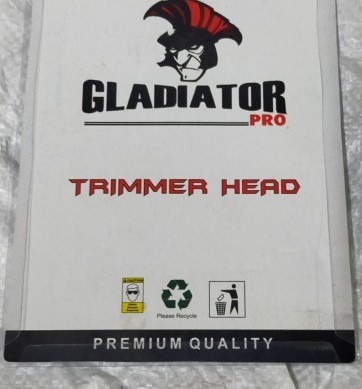 GLADIATOR
PRO
TRIMMER HEAD
Please Recycle
PREMIUM QUALITY